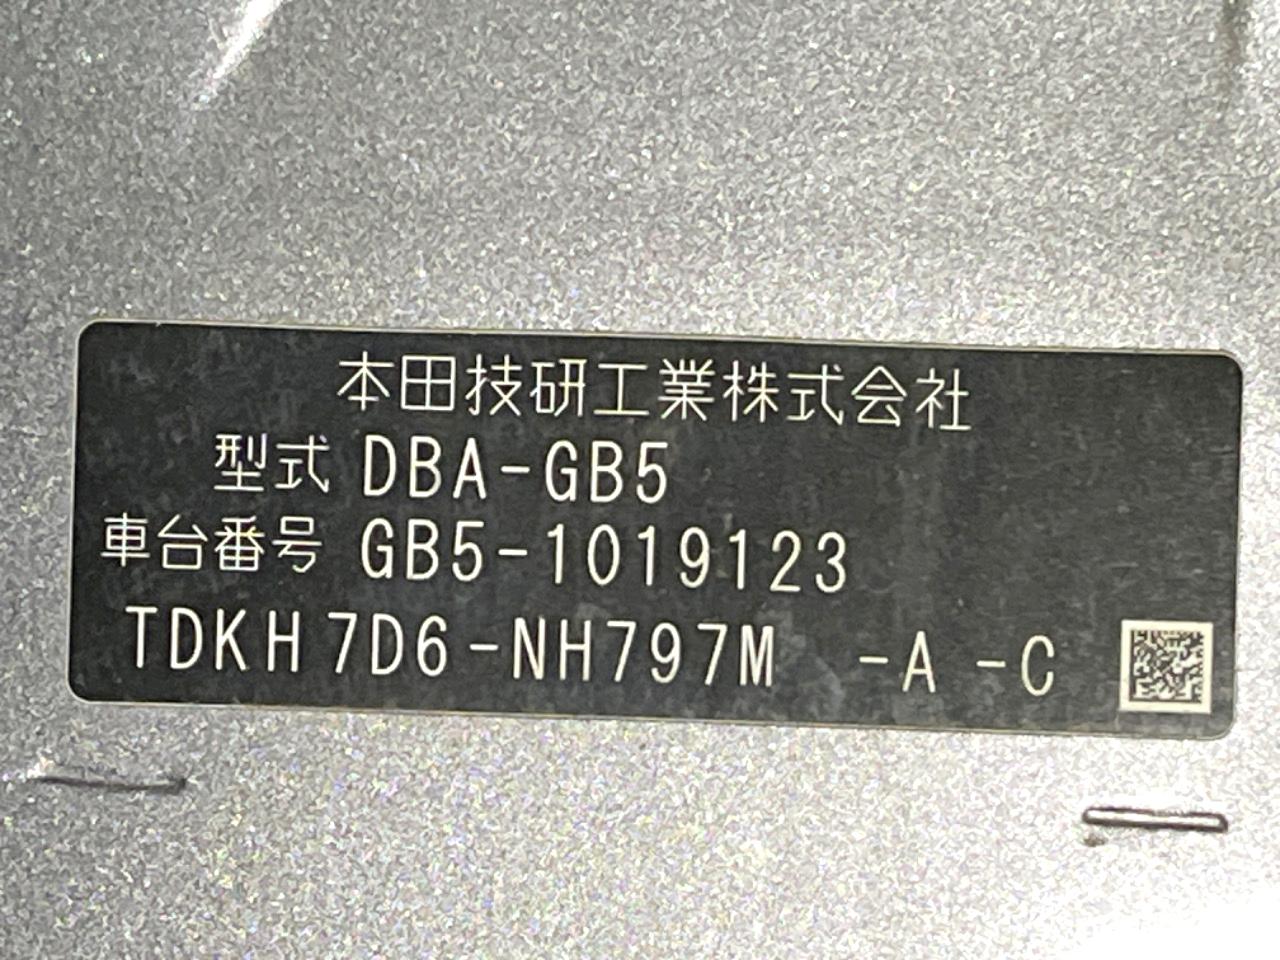 本田技研工業株式会社
型式 DBA-GB5
車台番号 GB5-1019123
TDKH7D6-NH797M -A -C